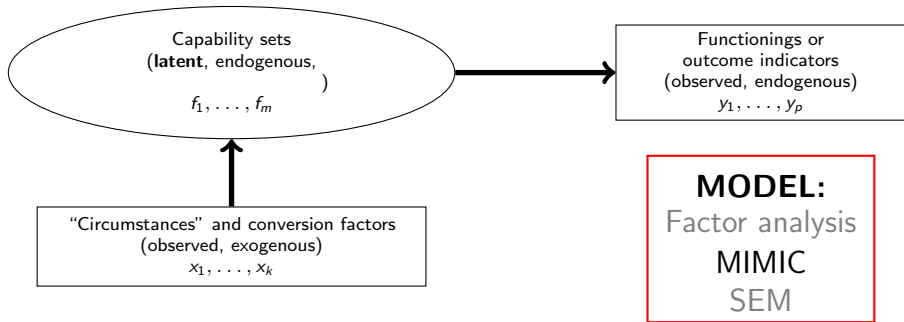 Capability sets
(latent, endogenous,
)
f1, . . . , fm
Functionings or
outcome indicators
(observed, endogenous)
y1, . . . , yp
“Circumstances” and conversion factors
(observed, exogenous)
x1, . . . , xk
MODEL:
Factor analysis
MIMIC
SEM